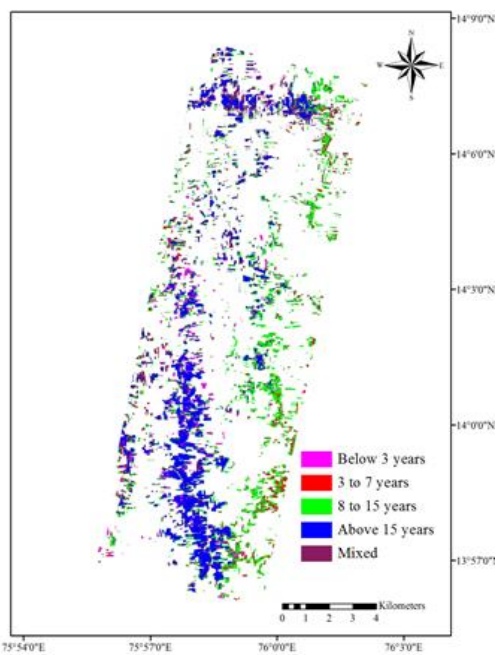 14°9'0"N
N
W E
S
14°6'0"N
14°3'0"N
14°0'0"N
Below 3 years
3 to 7 years
8 to 15 years
Above 15 years
Mixed
13°57'0"N
Kilometers
0 0 1 2 3 4
75°54'0"E 75°57'0"E 76°0'0"E 76°3'0"E